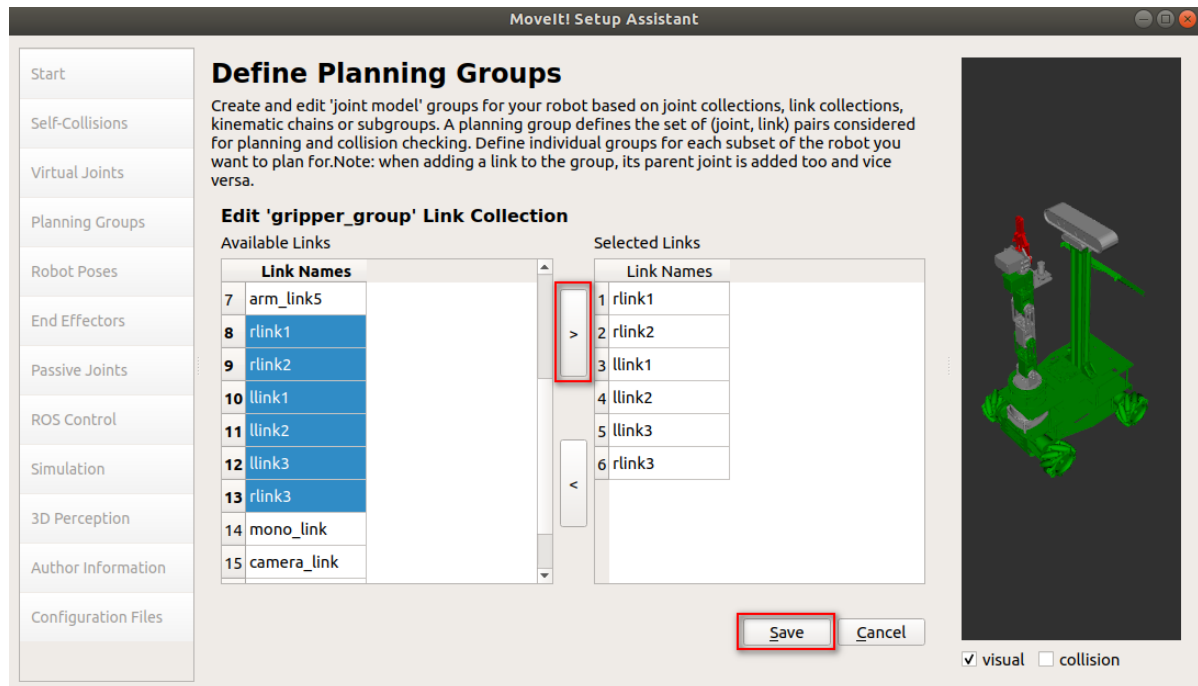 MoveIt! Setup Assistant
Start
Self-Collisions
Virtual Joints
Planning Groups
Robot Poses
End Effectors
Passive Joints
ROS Control
Simulation
3D Perception
Author Information
Configuration Files
Define Planning Groups
Create and edit 'joint model' groups for your robot based on joint collections, link collections,
kinematic chains or subgroups. A planning group defines the set of (joint, link) pairs considered
for planning and collision checking. Define individual groups for each subset of the robot you
want to plan for.Note: when adding a link to the group, its parent joint is added too and vice
versa.
Edit 'gripper_group' Link Collection
Available Links
Link Names
7 arm_link5
8 rlink1
9 rlink2
10 llink1
11 llink2
12 llink3
13 rlink3
14 mono_link
15 camera_link
>
<
Selected Links
Link Names
1 rlink1
2 rlink2
3 llink1
4 llink2
5 llink3
6 rlink3
Save Cancel
visual collision